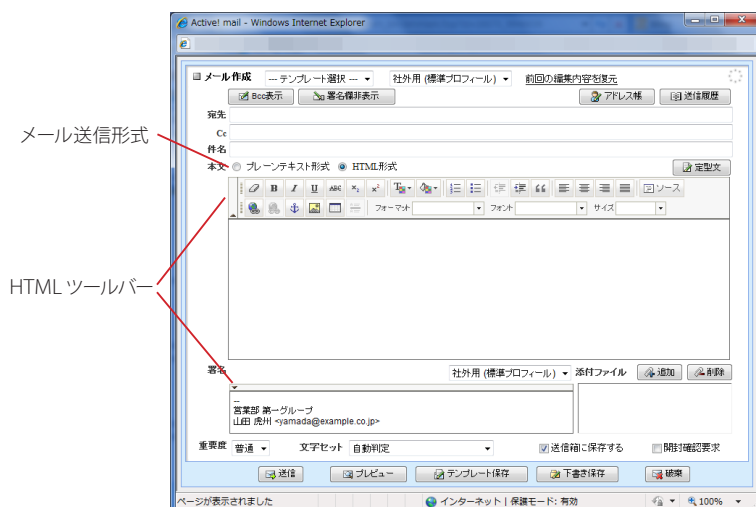 Active! mail - Windows Internet Explorer
メール作成 --- テンプレート選択 --- 社外用 (標準プロフィール) 前回の編集内容を復元
Bcc表示 署名欄非表示 アドレス帳 送信履歴
宛先
Cc
件名
メール送信形式
本文 プレーンテキスト形式 HTML形式 定型文
B I U ABC x₂ x² T ソース
フォーマット フォント サイズ
HTML ツールバー
署名 社外用 (標準プロフィール) 添付ファイル 追加 削除
--
営業部 第一グループ
山田 虎州 <yamada@example.co.jp>
重要度 普通 文字セット 自動判定 送信箱に保存する 開封確認要求
送信 プレビュー テンプレート保存 下書き保存 破棄
ページが表示されました インターネット | 保護モード: 有効 100%